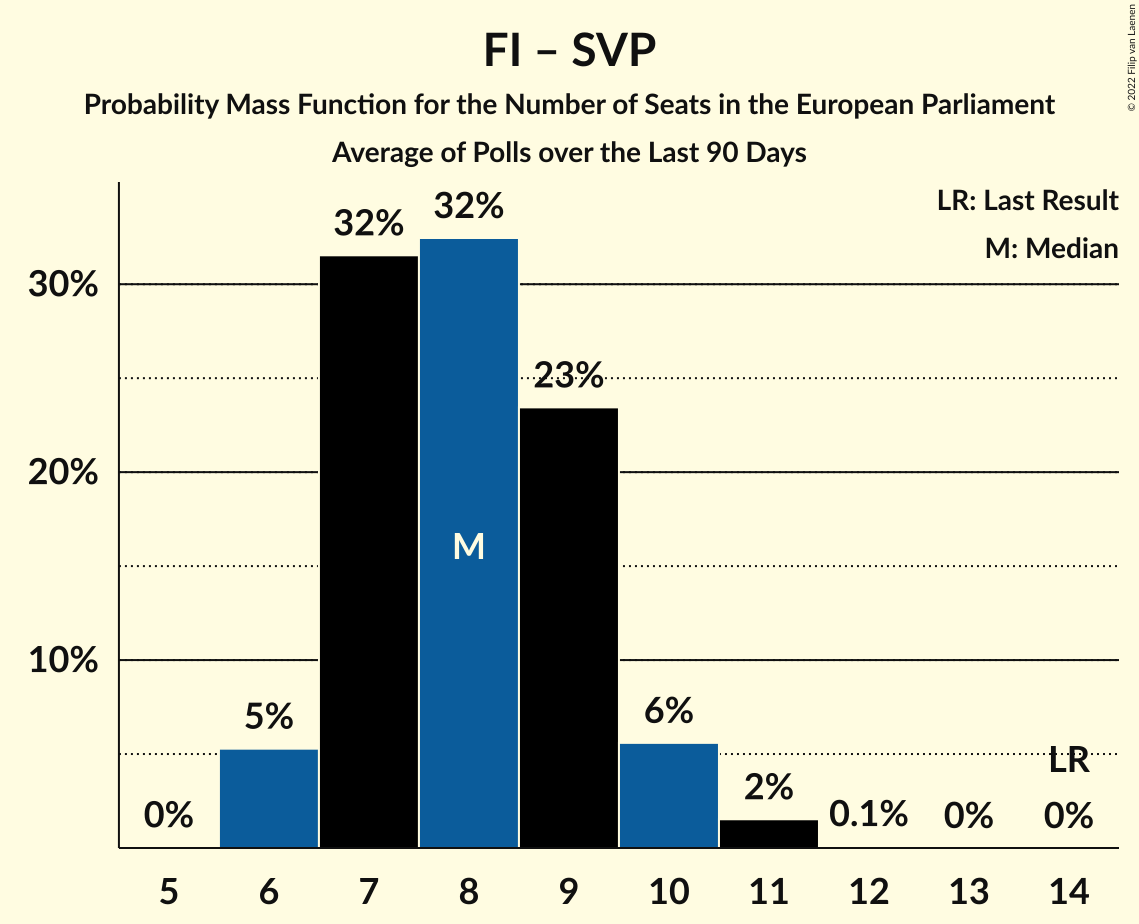 FI – SVP
Probability Mass Function for the Number of Seats in the European Parliament
Average of Polls over the Last 90 Days
© 2022 Filip van Laenen
LR: Last Result
M: Median
30%
20%
10%
0%
5%
32%
32%
23%
6%
2%
0.1%
0%
0%
LR
M
5 6 7 8 9 10 11 12 13 14